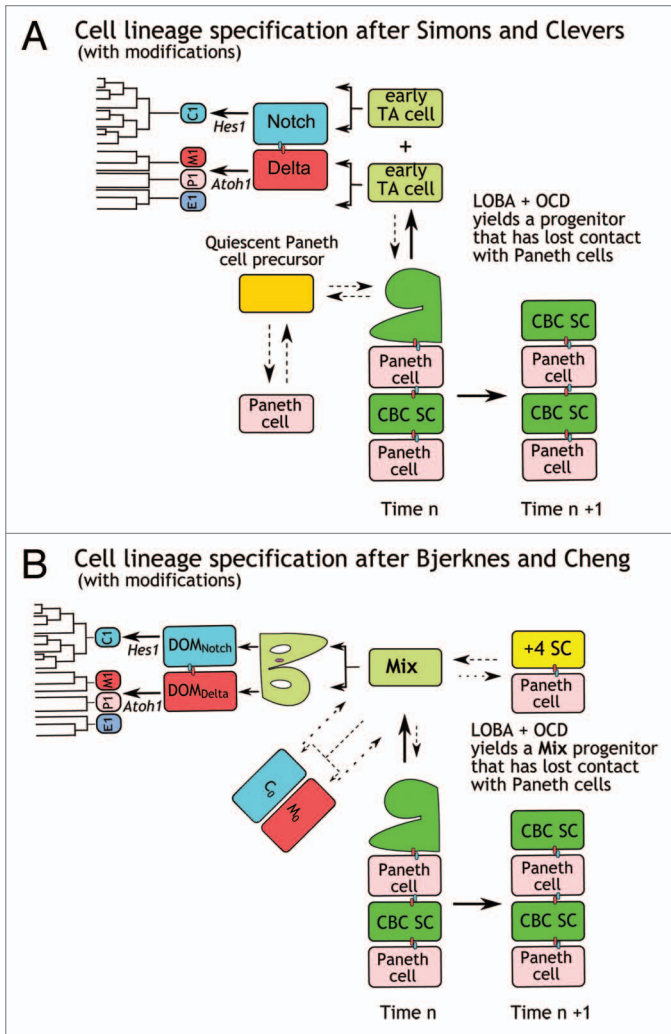 A
Cell lineage specification after Simons and Clevers
(with modifications)
early
TA cell
Notch
C1
Hes1
+
M1
P1
E1
Atoh1
Delta
early
TA cell
LOBA + OCD
yields a progenitor
that has lost contact
with Paneth cells
Quiescent Paneth
cell precursor
CBC SC
Paneth
cell
Paneth
cell
Paneth
cell
CBC SC
CBC SC
Paneth
cell
Paneth
cell
Time n
Time n +1
B
Cell lineage specification after Bjerknes and Cheng
(with modifications)
C1
Hes1
DOMNotch
Mix
+4 SC
Paneth
cell
M1
P1
E1
Atoh1
DOMDelta
LOBA + OCD
yields a Mix progenitor
that has lost contact
with Paneth cells
C0
M0
CBC SC
Paneth
cell
Paneth
cell
CBC SC
CBC SC
Paneth
cell
Paneth
cell
Time n
Time n +1